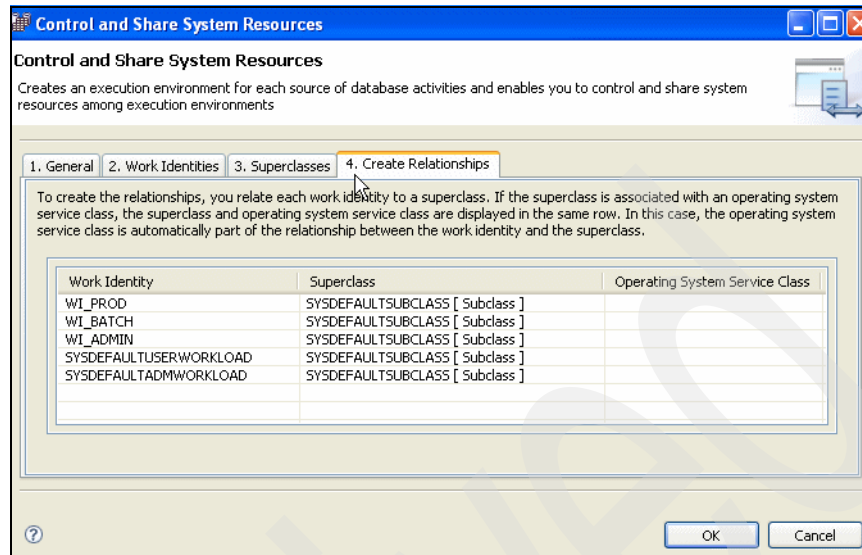 Control and Share System Resources
Control and Share System Resources
Creates an execution environment for each source of database activities and enables you to control and share system
resources among execution environments
1. General 2. Work Identities 3. Superclasses 4. Create Relationships
To create the relationships, you relate each work identity to a superclass. If the superclass is associated with an operating system
service class, the superclass and operating system service class are displayed in the same row. In this case, the operating system
service class is automatically part of the relationship between the work identity and the superclass.
Work Identity Superclass Operating System Service Class
WI_PROD SYSDEFAULTSUBCLASS [ Subclass ]
WI_BATCH SYSDEFAULTSUBCLASS [ Subclass ]
WI_ADMIN SYSDEFAULTSUBCLASS [ Subclass ]
SYSDEFAULTUSERWORKLOAD SYSDEFAULTSUBCLASS [ Subclass ]
SYSDEFAULTADMWORKLOAD SYSDEFAULTSUBCLASS [ Subclass ]
? OK Cancel